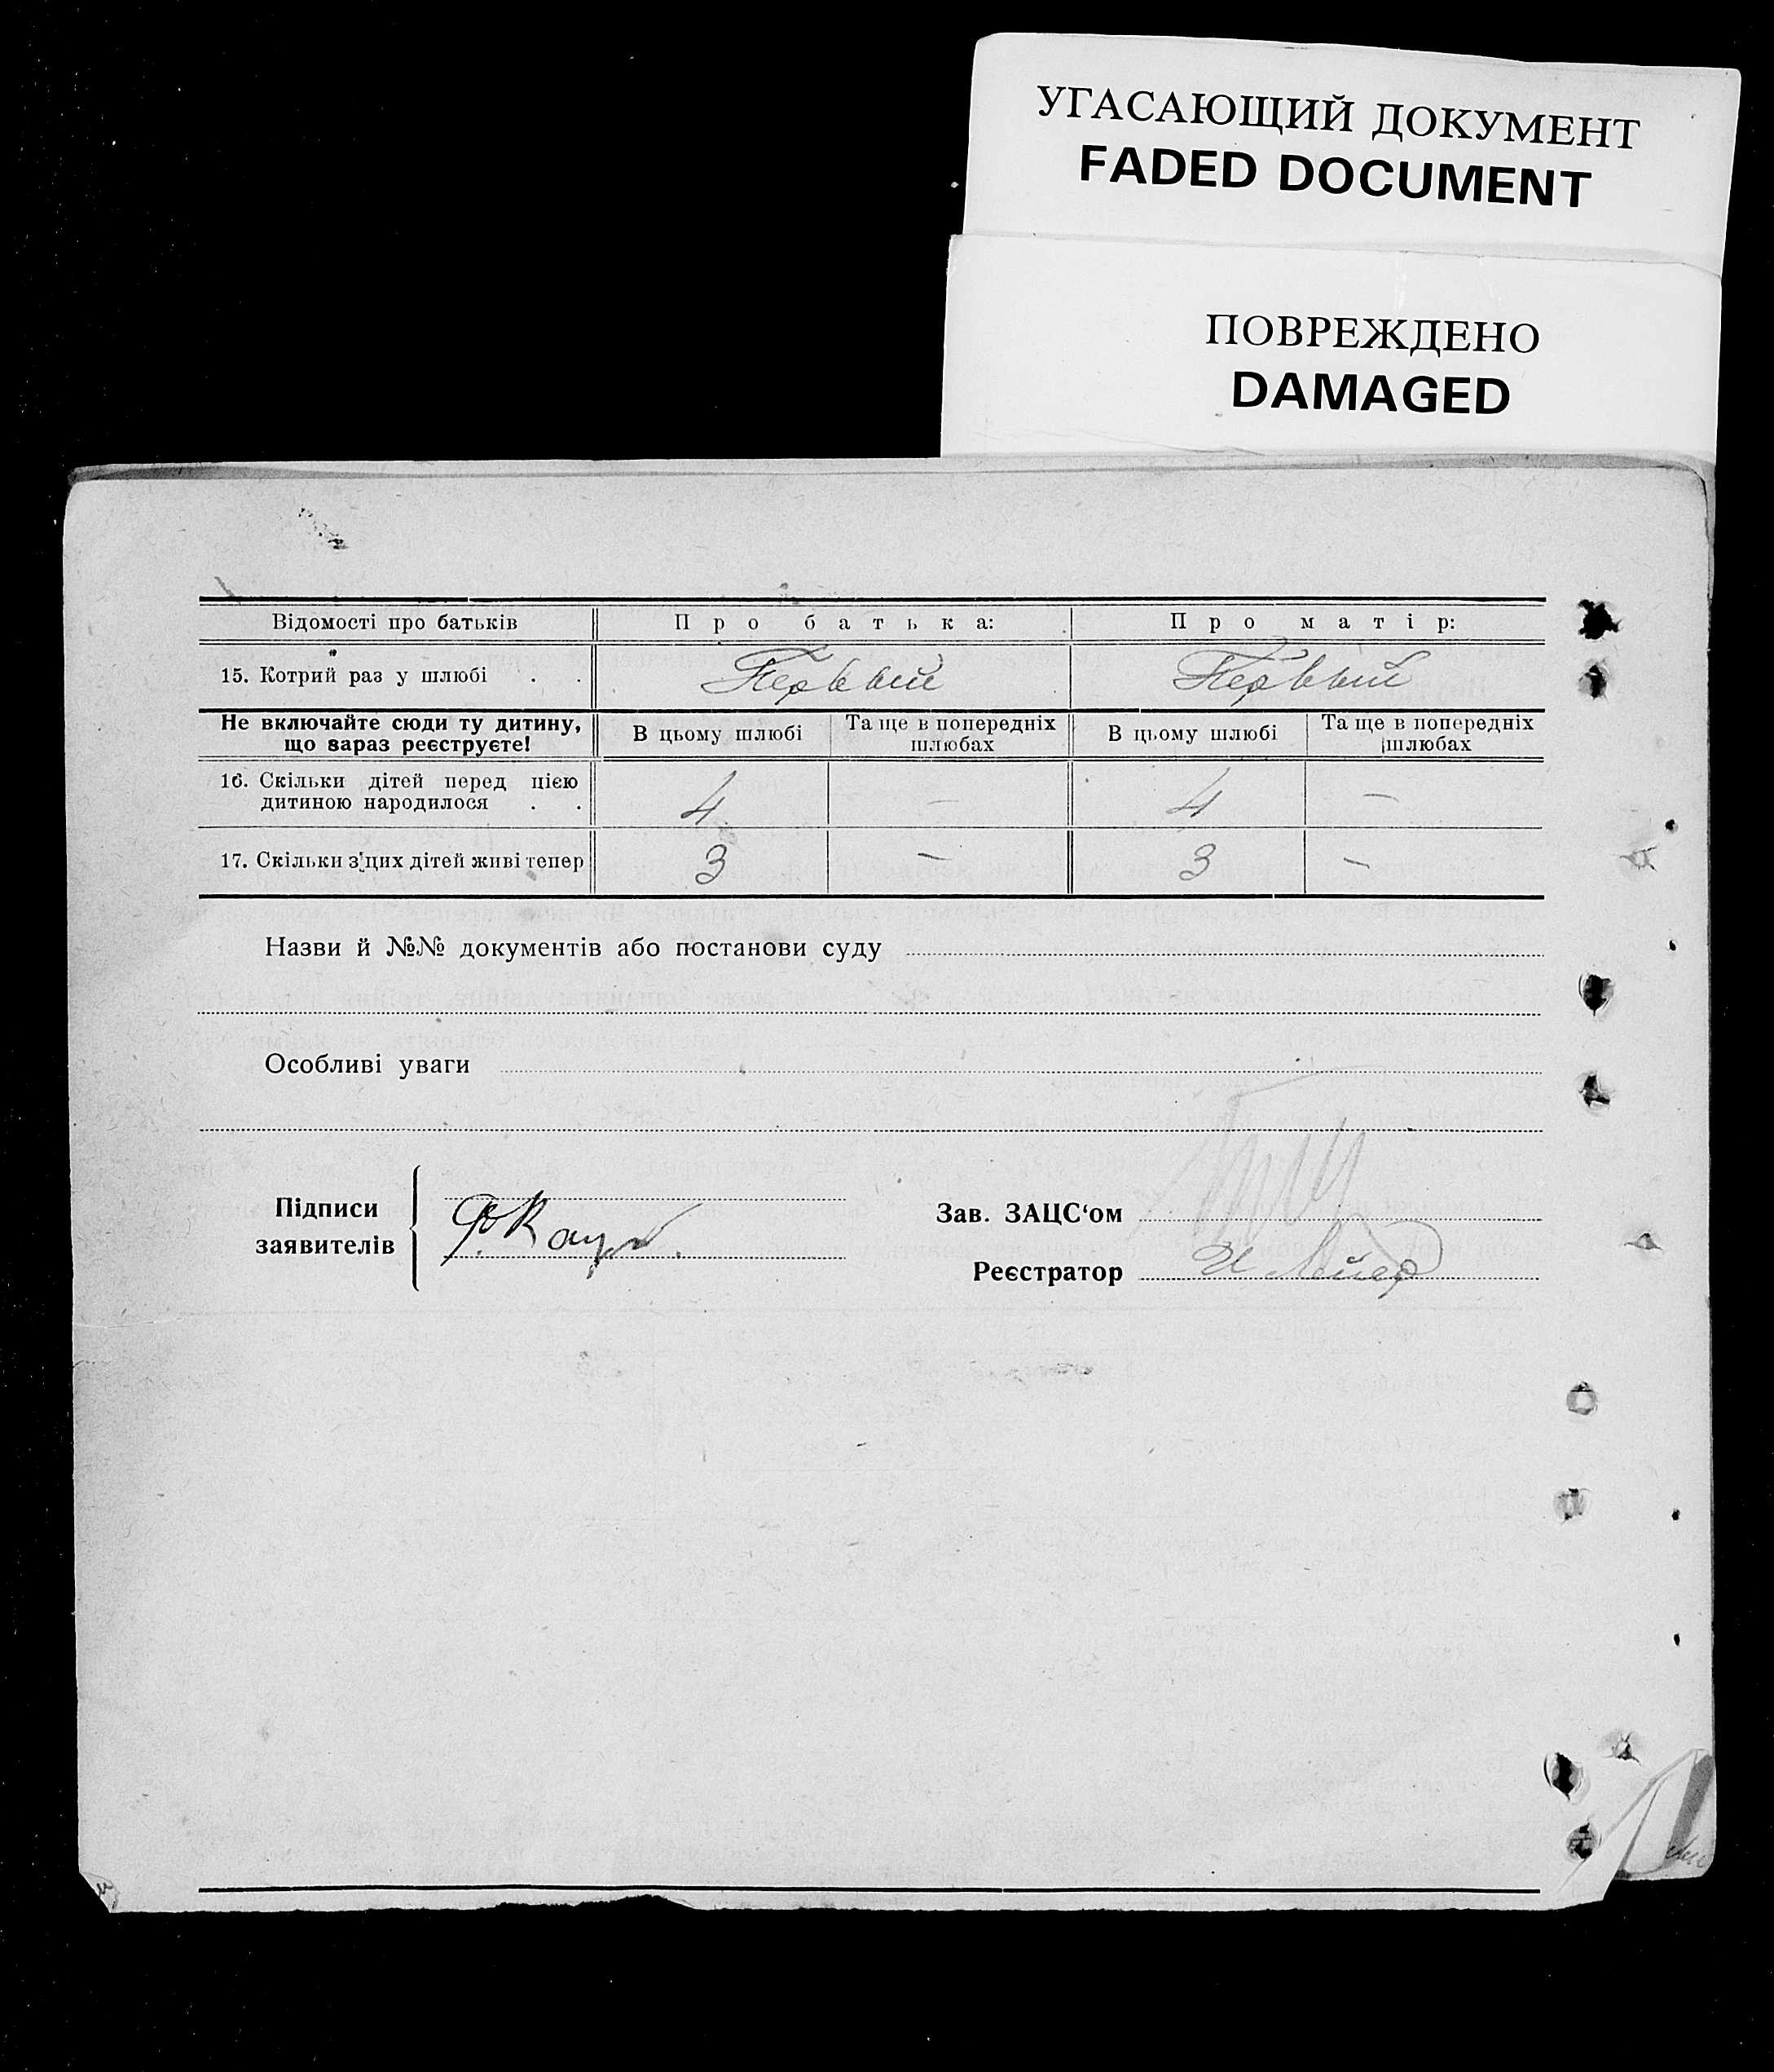 УГАСАЮЩИЙ ДОКУМЕНТ
FADED DOCUMENT
ПОВРЕЖДЕНО
DAMAGED
Відомості про батьків Про батька: Про матір:
15. Котрий раз у шлюбі . . Первый Первый
Не включайте сюди ту дитину, що зараз реєструєте! В цьому шлюбі Та ще в попередніх шлюбах В цьому шлюбі Та ще в попередніх шлюбах
16. Скільки дітей перед цією
дитиною народилося . . 4 — 4 —
17. Скільки з цих дітей живі тепер 3 — 3 —
Назви й №№ документів або постанови суду
Особливі уваги
Підписи
заявителів
Зав. ЗАЦС‘ом
Реєстратор